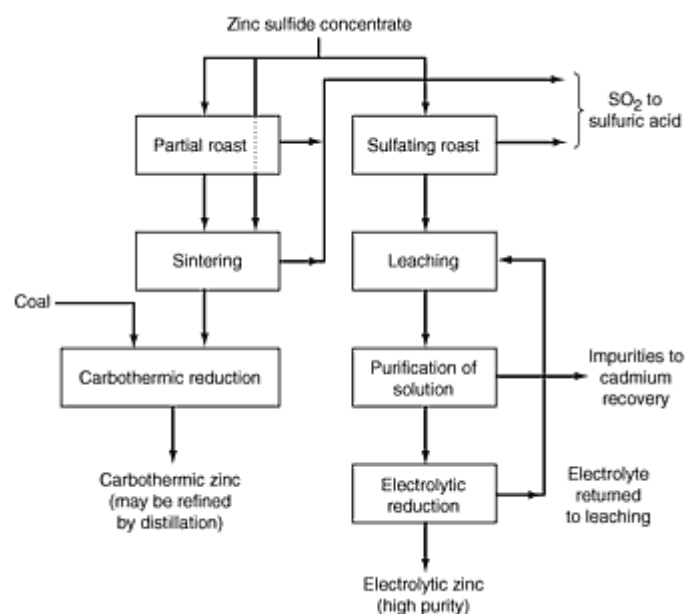 Zinc sulfide concentrate
SO₂ to
sulfuric acid
Partial roast
Sulfating roast
Sintering
Leaching
Coal
Carbothermic reduction
Purification of
solution
Impurities to
cadmium
recovery
Carbothermic zinc
(may be refined
by distillation)
Electrolytic
reduction
Electrolyte
returned
to leaching
Electrolytic zinc
(high purity)